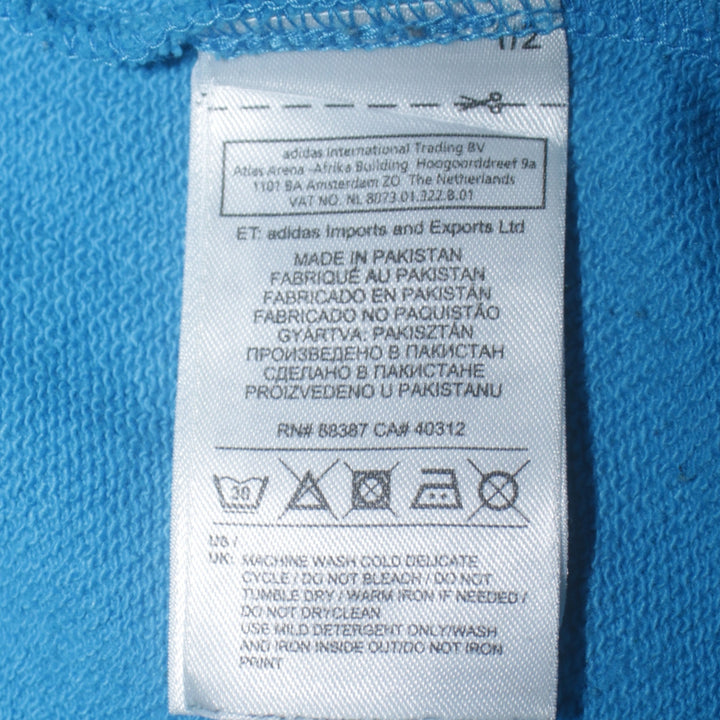 1/2
adidas International Trading BV
Atlas Arena -Afrika Building Hoogoorddreef 9a
1101 BA Amsterdam ZO The Netherlands
VAT NO. NL 8073.01.322.B.01
ET: adidas Imports and Exports Ltd
MADE IN PAKISTAN
FABRIQUÉ AU PAKISTAN
FABRICADO EN PAKISTÁN
FABRICADO NO PAQUISTÃO
GYÁRTVA: PAKISZTÁN
ПРОИЗВЕДЕНО В ПАКИСТАН
СДЕЛАНО В ПАКИСТАНЕ
PROIZVEDENO U PAKISTANU
RN# 88387 CA# 40312
30
US /
UK: MACHINE WASH COLD DELICATE
CYCLE / DO NOT BLEACH / DO NOT
TUMBLE DRY / WARM IRON IF NEEDED /
DO NOT DRYCLEAN
USE MILD DETERGENT ONLY/WASH
AND IRON INSIDE OUT/DO NOT IRON
PRINT